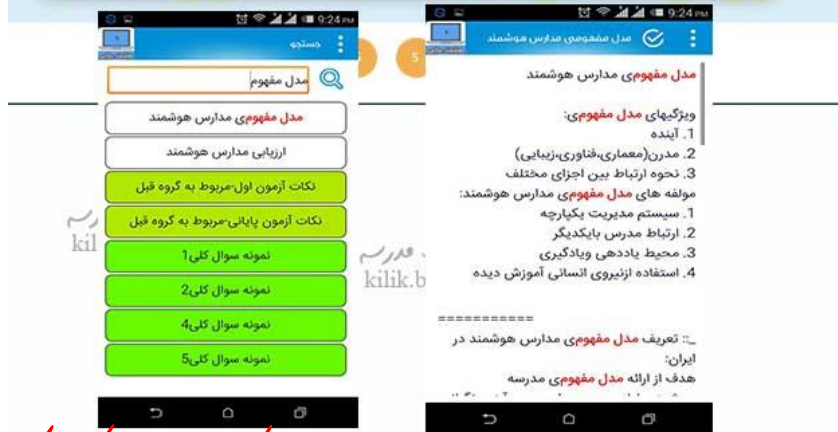 9:24 PM
جستجو
مدل مفهوم
مدل مفهومی مدارس هوشمند
ارزیابی مدارس هوشمند
نکات آزمون اول-مربوط به گروه قبل
نکات آزمون پایانی-مربوط به گروه قبل
نمونه سوال کلی1
نمونه سوال کلی2
نمونه سوال کلی4
نمونه سوال کلی5
kil
5
9:24 PM
مدل مفهومی مدارس هوشمند
مدل مفهومی مدارس هوشمند
ویژگیهای مدل مفهومی:
1. آینده
2. مدرن(معماری،فناوری،زیبایی)
3. نحوه ارتباط بین اجزای مختلف
مولفه های مدل مفهومی مدارس هوشمند:
1. سیستم مدیریت یکپارچه
2. ارتباط مدرس بایکدیگر
3. محیط یاددهی ویادگیری
4. استفاده ازنیروی انسانی آموزش دیده
===========
_:: تعریف مدل مفهومی مدارس هوشمند در
ایران:
هدف از ارائه مدل مفهومی مدرسه
مدرسه
kilik.b